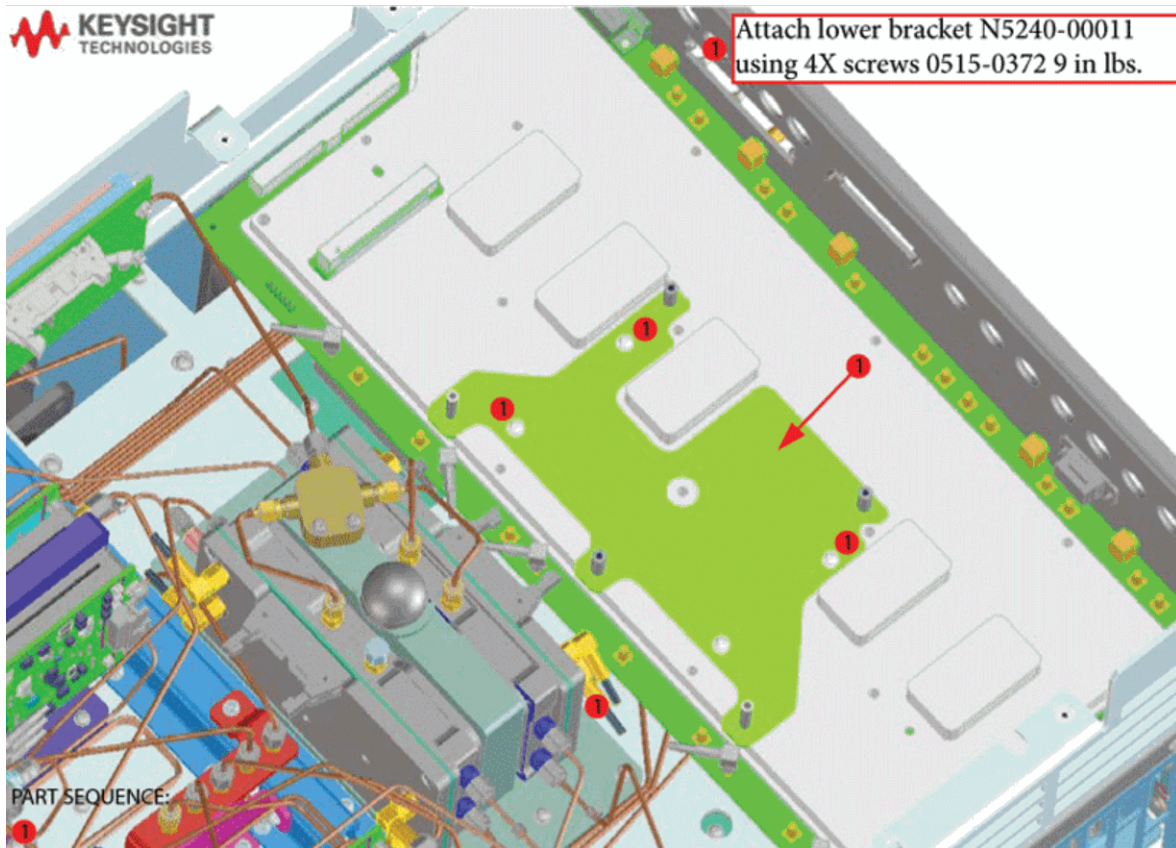 KEYSIGHT
TECHNOLOGIES
1
Attach lower bracket N5240-00011
using 4X screws 0515-0372 9 in lbs.
1
1
1
1
1
PART SEQUENCE:
1